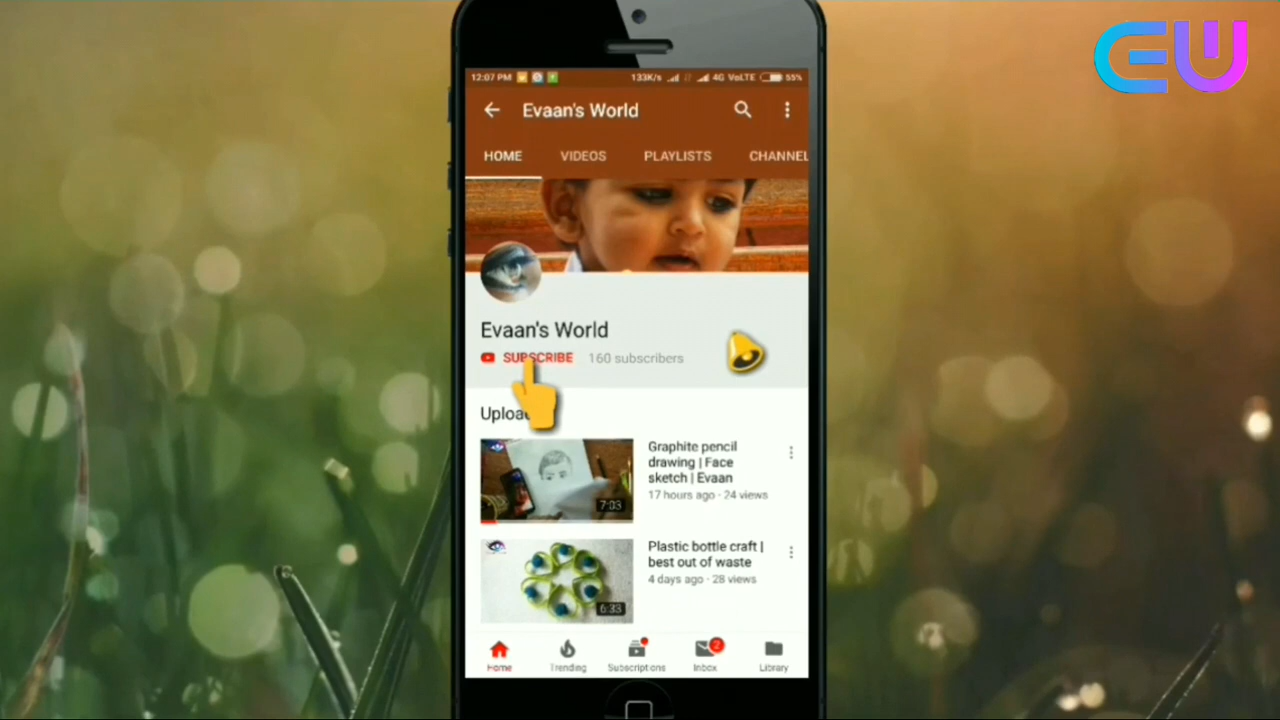 EW
12:07 PM 133K/s 4G VoLTE 55%
Evaan's World
HOME VIDEOS PLAYLISTS CHANNEL
Evaan's World
SUBSCRIBE 160 subscribers
Uploa
Graphite pencil
drawing | Face
sketch | Evaan
17 hours ago · 24 views
7:03
Plastic bottle craft |
best out of waste
4 days ago · 28 views
6:33
Home Trending Subscriptions 2 Inbox Library